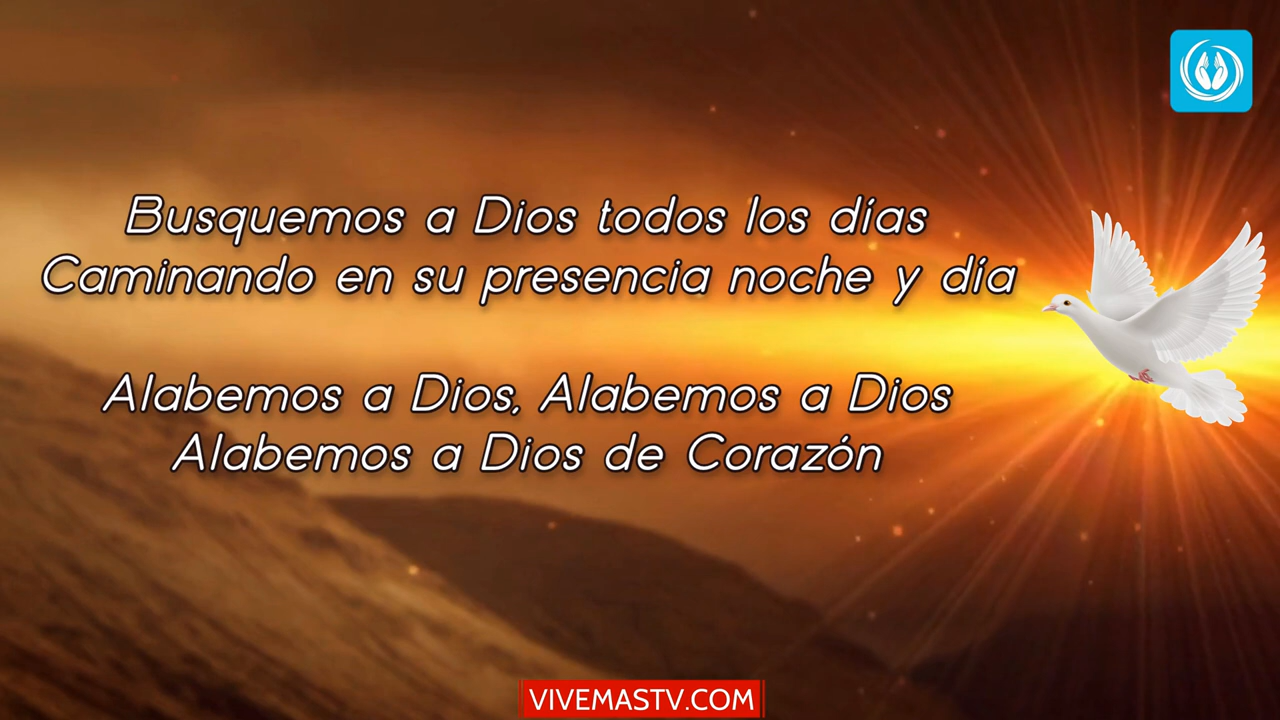 Busquemos a Dios todos los días
Caminando en su presencia noche y día
Alabemos a Dios, Alabemos a Dios
Alabemos a Dios de Corazón
VIVEMASTV.COM